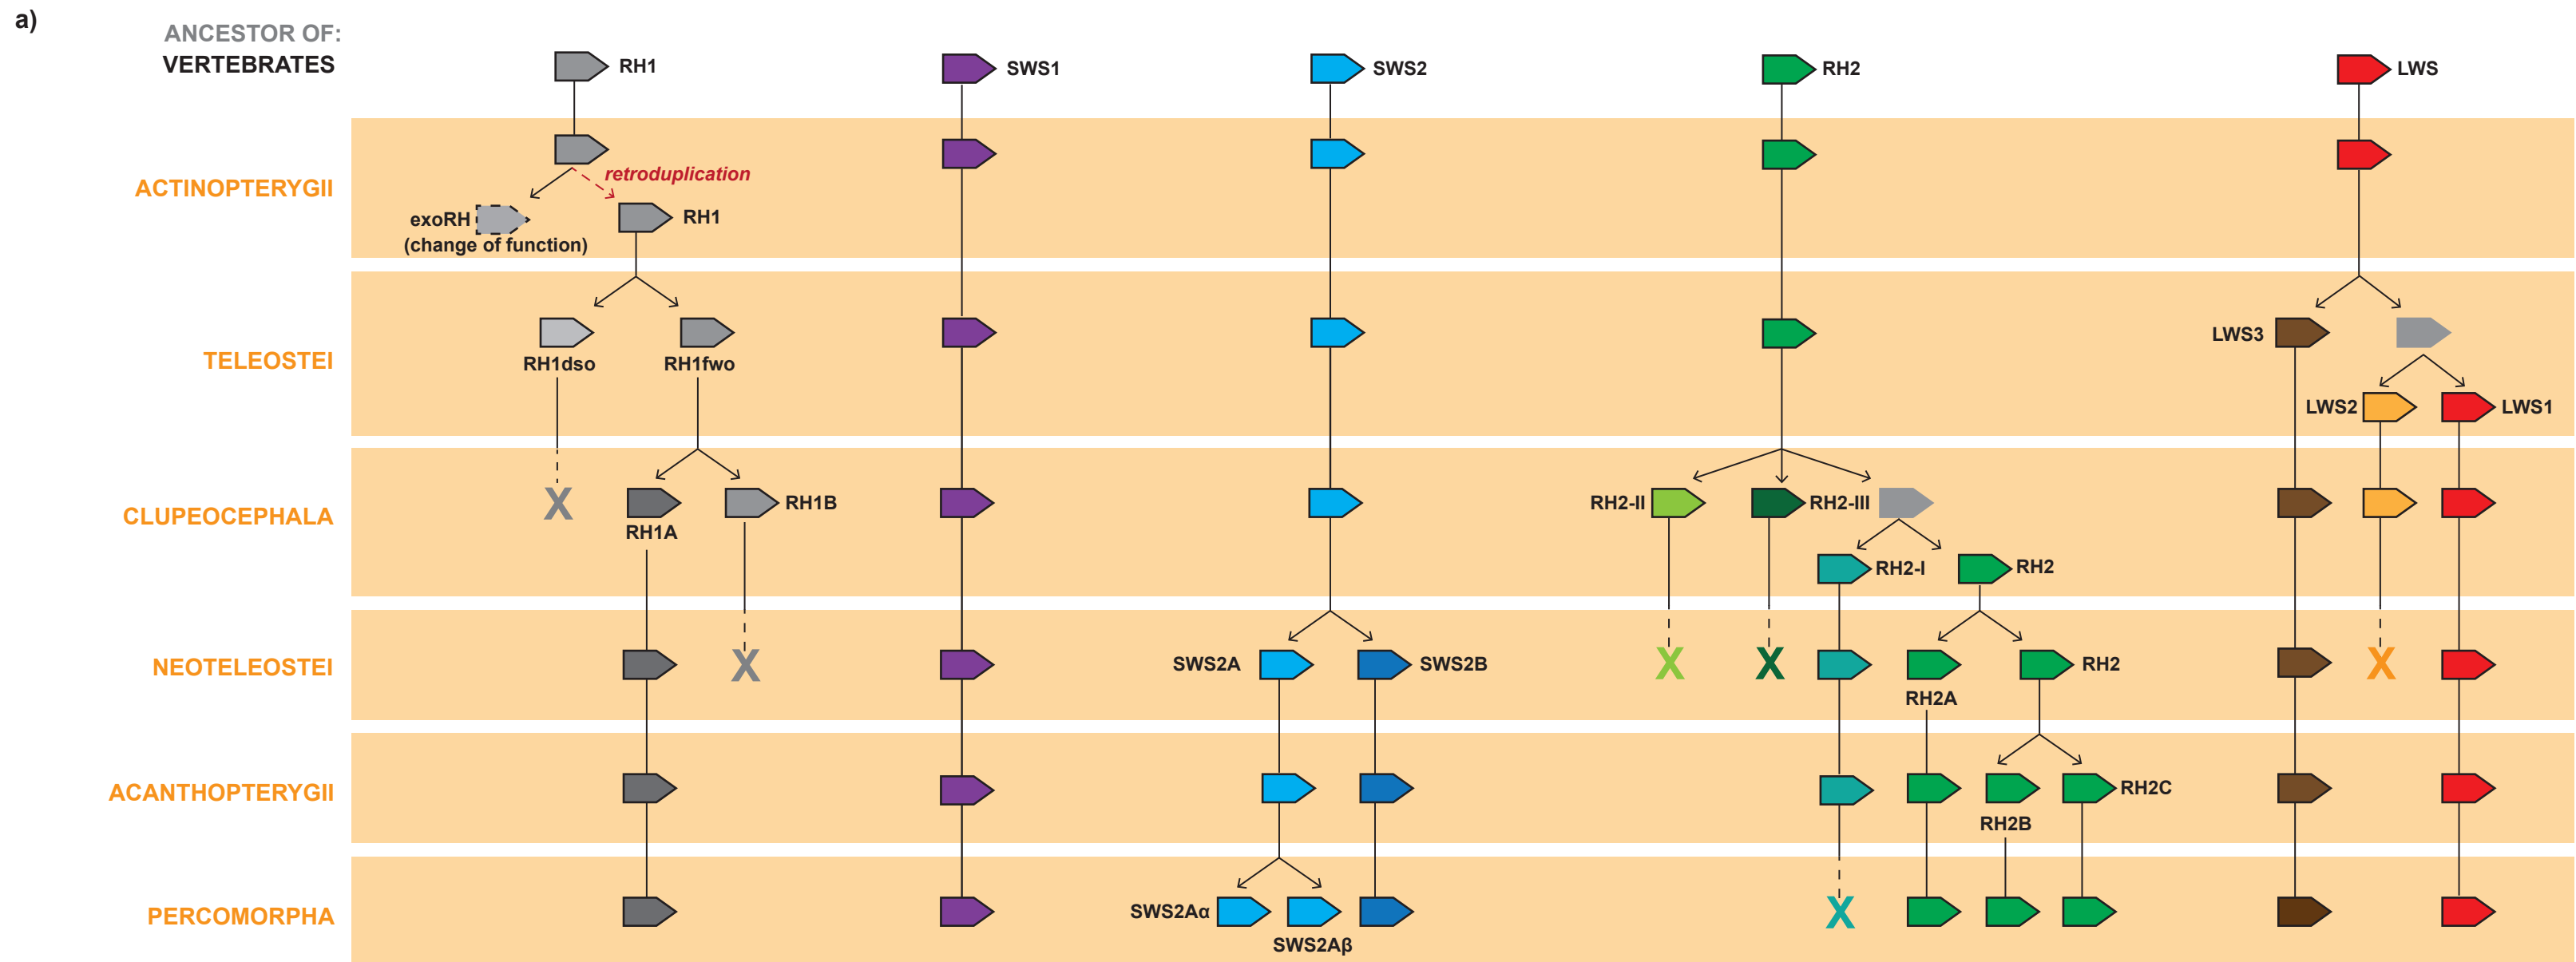 a)
ANCESTOR OF:
VERTEBRATES
RH1
SWS1
SWS2
RH2
LWS
ACTINOPTERYGII
retroduplication
exoRH
(change of function)
RH1
TELEOSTEI
RH1dso
RH1fwo
LWS3
LWS2
LWS1
CLUPEOCEPHALA
X
RH1A
RH1B
RH2-II
RH2-III
RH2-I
RH2
NEOTELEOSTEI
X
SWS2A
SWS2B
X
X
RH2A
RH2
X
ACANTHOPTERYGII
RH2B
RH2C
PERCOMORPHA
SWS2Aα
SWS2Aβ
X